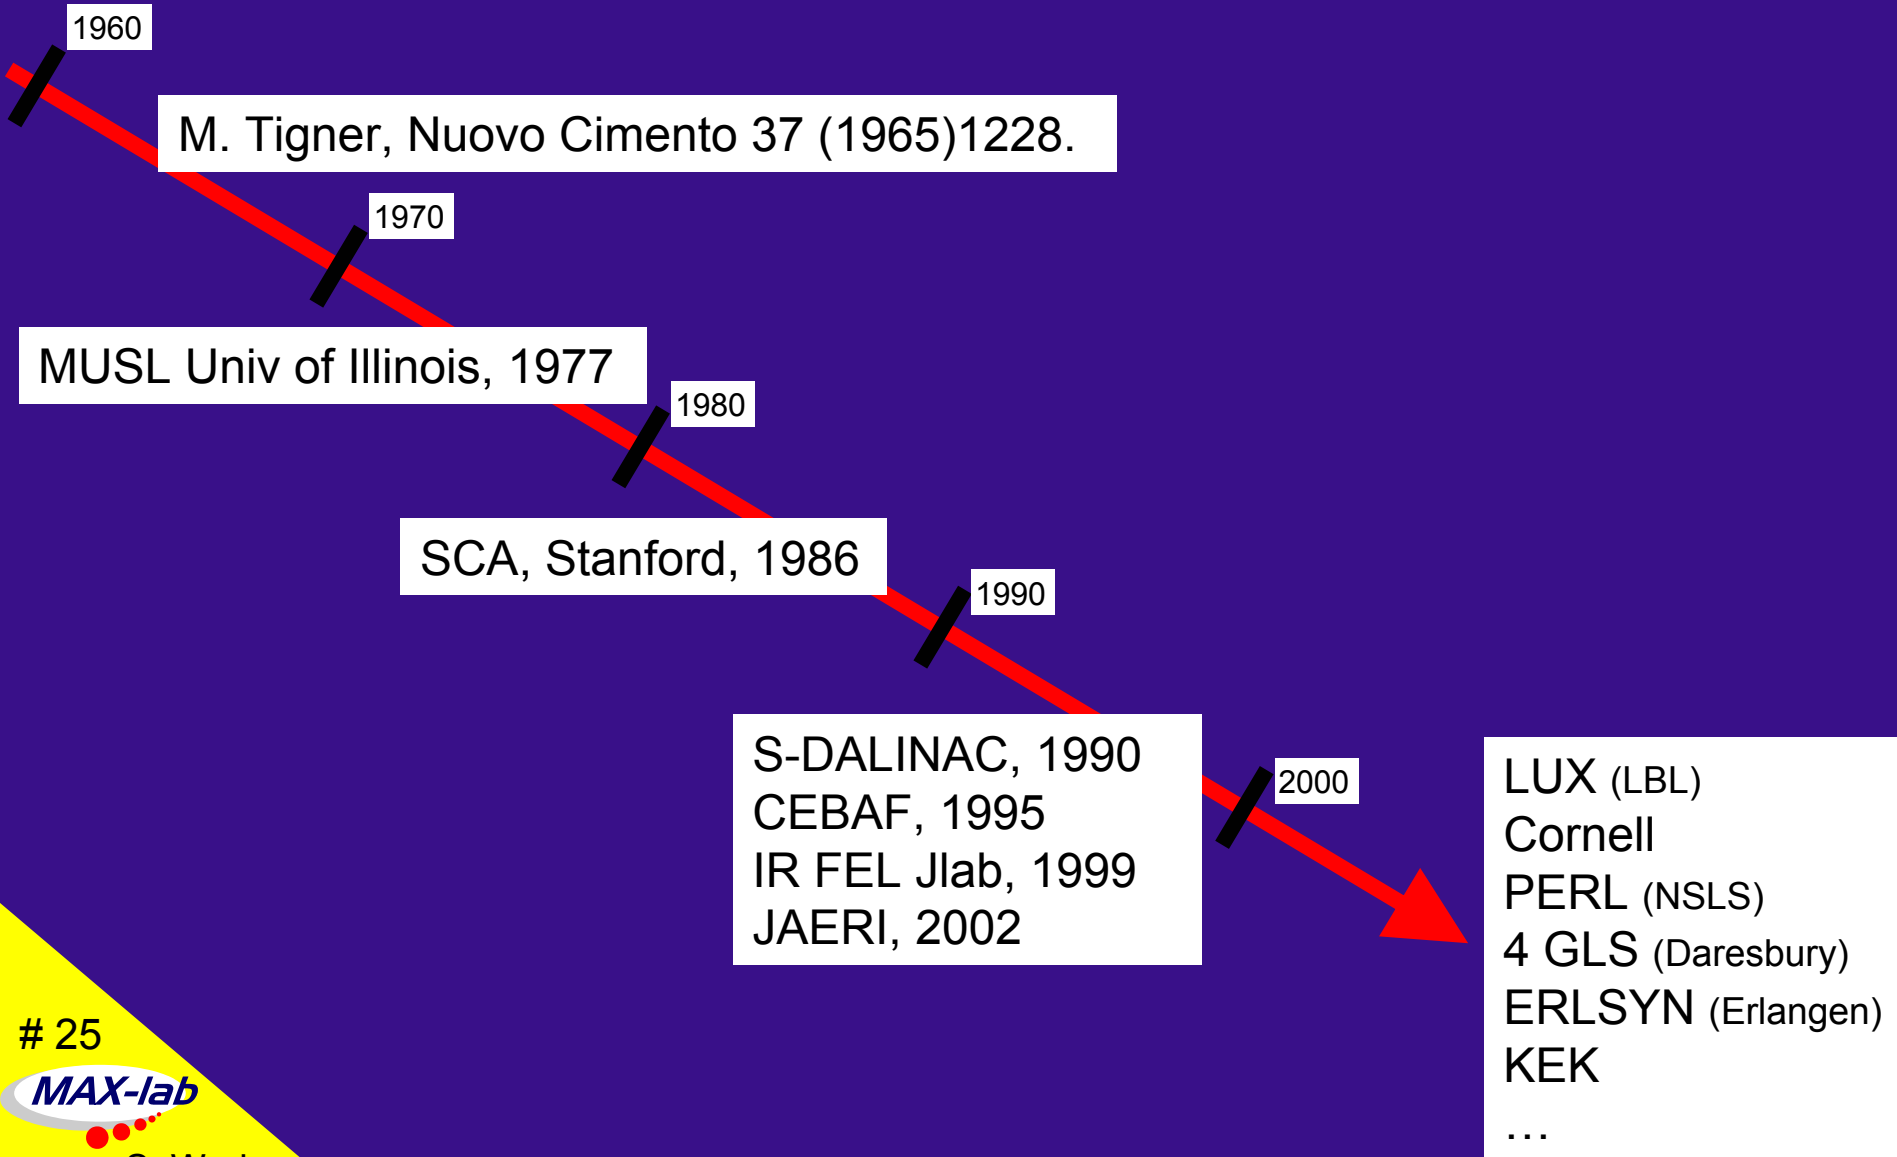 1960
M. Tigner, Nuovo Cimento 37 (1965)1228.
1970
MUSL Univ of Illinois, 1977
1980
SCA, Stanford, 1986
1990
S-DALINAC, 1990
CEBAF, 1995
IR FEL Jlab, 1999
JAERI, 2002
2000
LUX (LBL)
Cornell
PERL (NSLS)
4 GLS (Daresbury)
ERLSYN (Erlangen)
KEK
…
# 25
MAX-lab